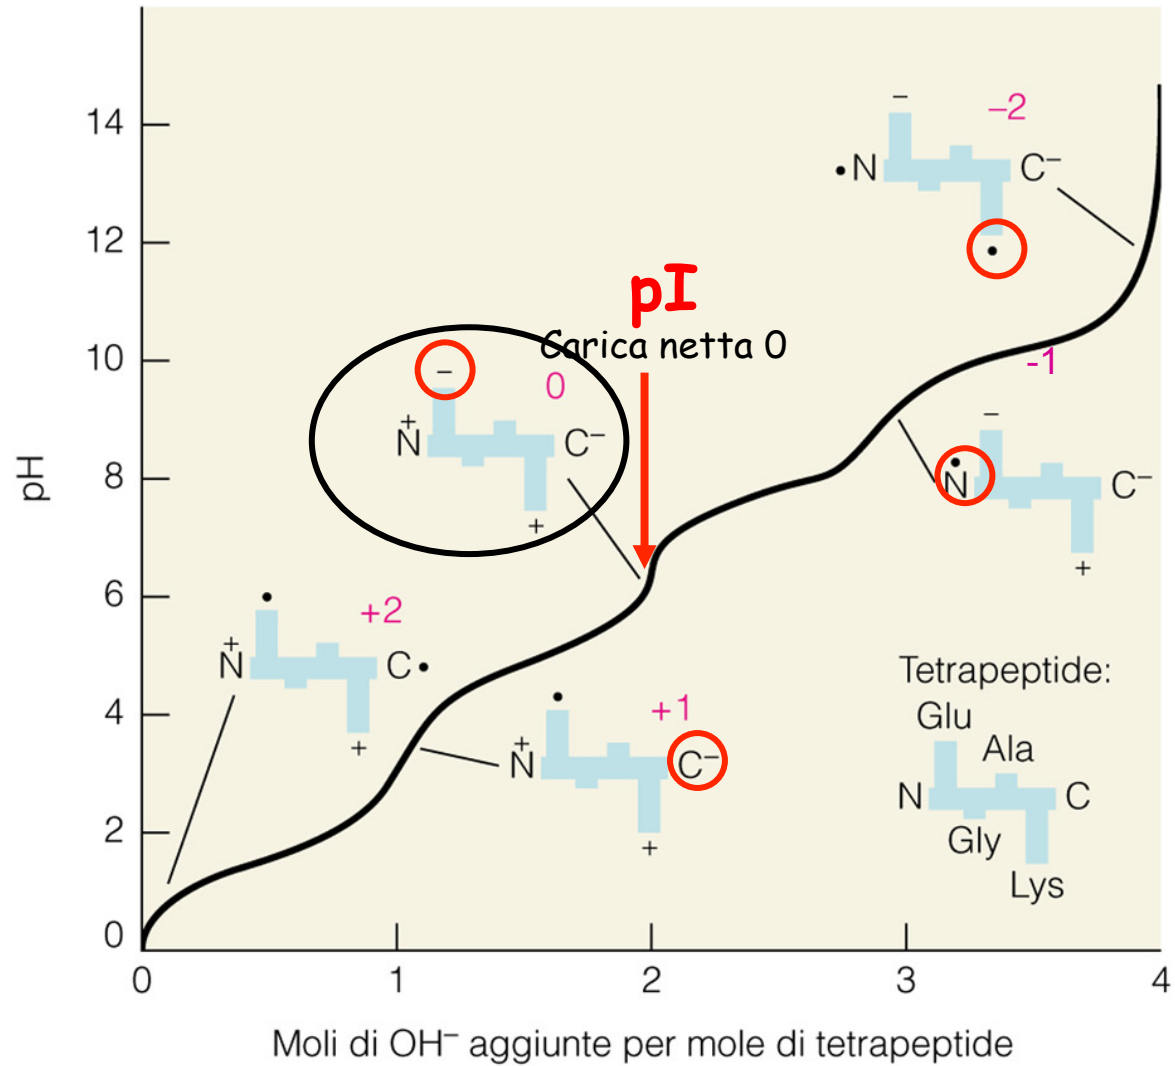 pH
14
12
10
8
6
4
2
0
0
1
2
3
4
Moli di OH⁻ aggiunte per mole di tetrapeptide
–
–2
•N
C⁻
•
pI
Carica netta 0
–
0
+
N
C⁻
+
-1
–
•
N
C⁻
+
•
+2
+
N
C•
+
•
+1
+
N
C⁻
+
Tetrapeptide:
Glu
Ala
N
C
Gly
Lys